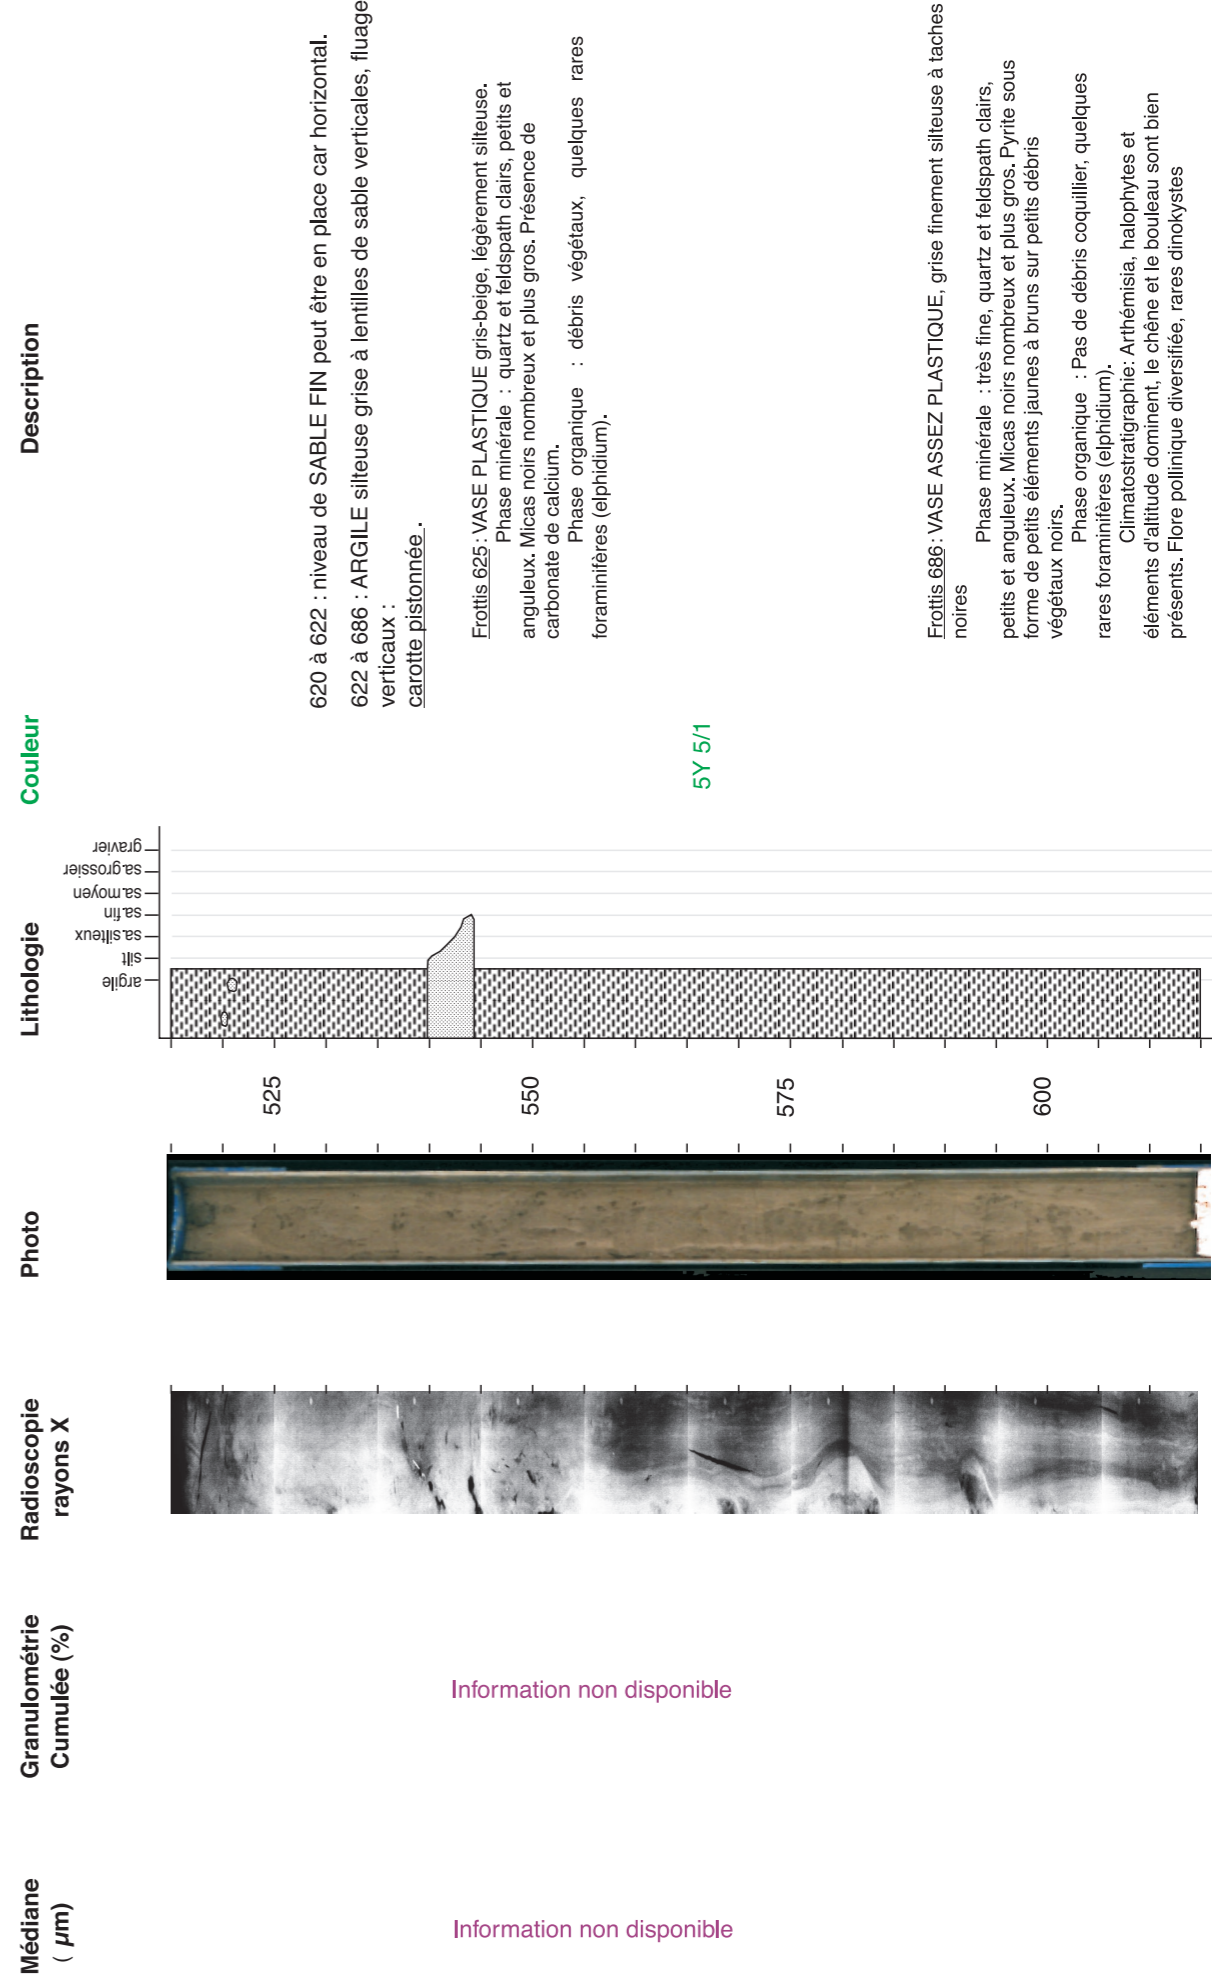 Médiane
( µm)
Granulométrie
Cumulée (%)
Radioscopie
rayons X
Photo
Lithologie
Couleur
Description
Information non disponible
Information non disponible
525
550
575
600
argile
silt
sa.silteux
sa.fin
sa.moyen
sa.grossier
gravier
5Y 5/1
620 à 622 : niveau de SABLE FIN peut être en place car horizontal.
622 à 686 : ARGILE silteuse grise à lentilles de sable verticales, fluage
verticaux :
carotte pistonnée .
Frottis 625 : VASE PLASTIQUE gris-beige, légèrement silteuse.
Phase minérale : quartz et feldspath clairs, petits et
anguleux. Micas noirs nombreux et plus gros. Présence de
carbonate de calcium.
Phase organique : débris végétaux, quelques rares
foraminifères (elphidium).
Frottis 686 : VASE ASSEZ PLASTIQUE, grise finement silteuse à taches
noires
Phase minérale : très fine, quartz et feldspath clairs,
petits et anguleux. Micas noirs nombreux et plus gros. Pyrite sous
forme de petits éléments jaunes à bruns sur petits débris
végétaux noirs.
Phase organique : Pas de débris coquillier, quelques
rares foraminifères (elphidium).
Climatostratigraphie: Arthémisia, halophytes et
éléments d'altitude dominent, le chêne et le bouleau sont bien
présents. Flore pollinique diversifiée, rares dinokystes